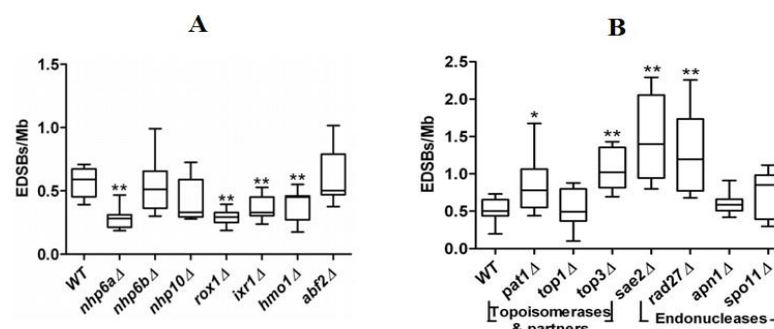 A
B
EDSBs/Mb
1.5
1.0
0.5
0.0
**
**
**
**
WT
nhp6aΔ
nhp6bΔ
nhp10Δ
rox1Δ
ixr1Δ
hmo1Δ
abf2Δ
EDSBs/Mb
2.5
2.0
1.5
1.0
0.5
0.0
*
**
**
**
WT
pat1Δ
top1Δ
top3Δ
sae2Δ
rad27Δ
apn1Δ
spo11Δ
Topoisomerases
& partners
Endonucleases